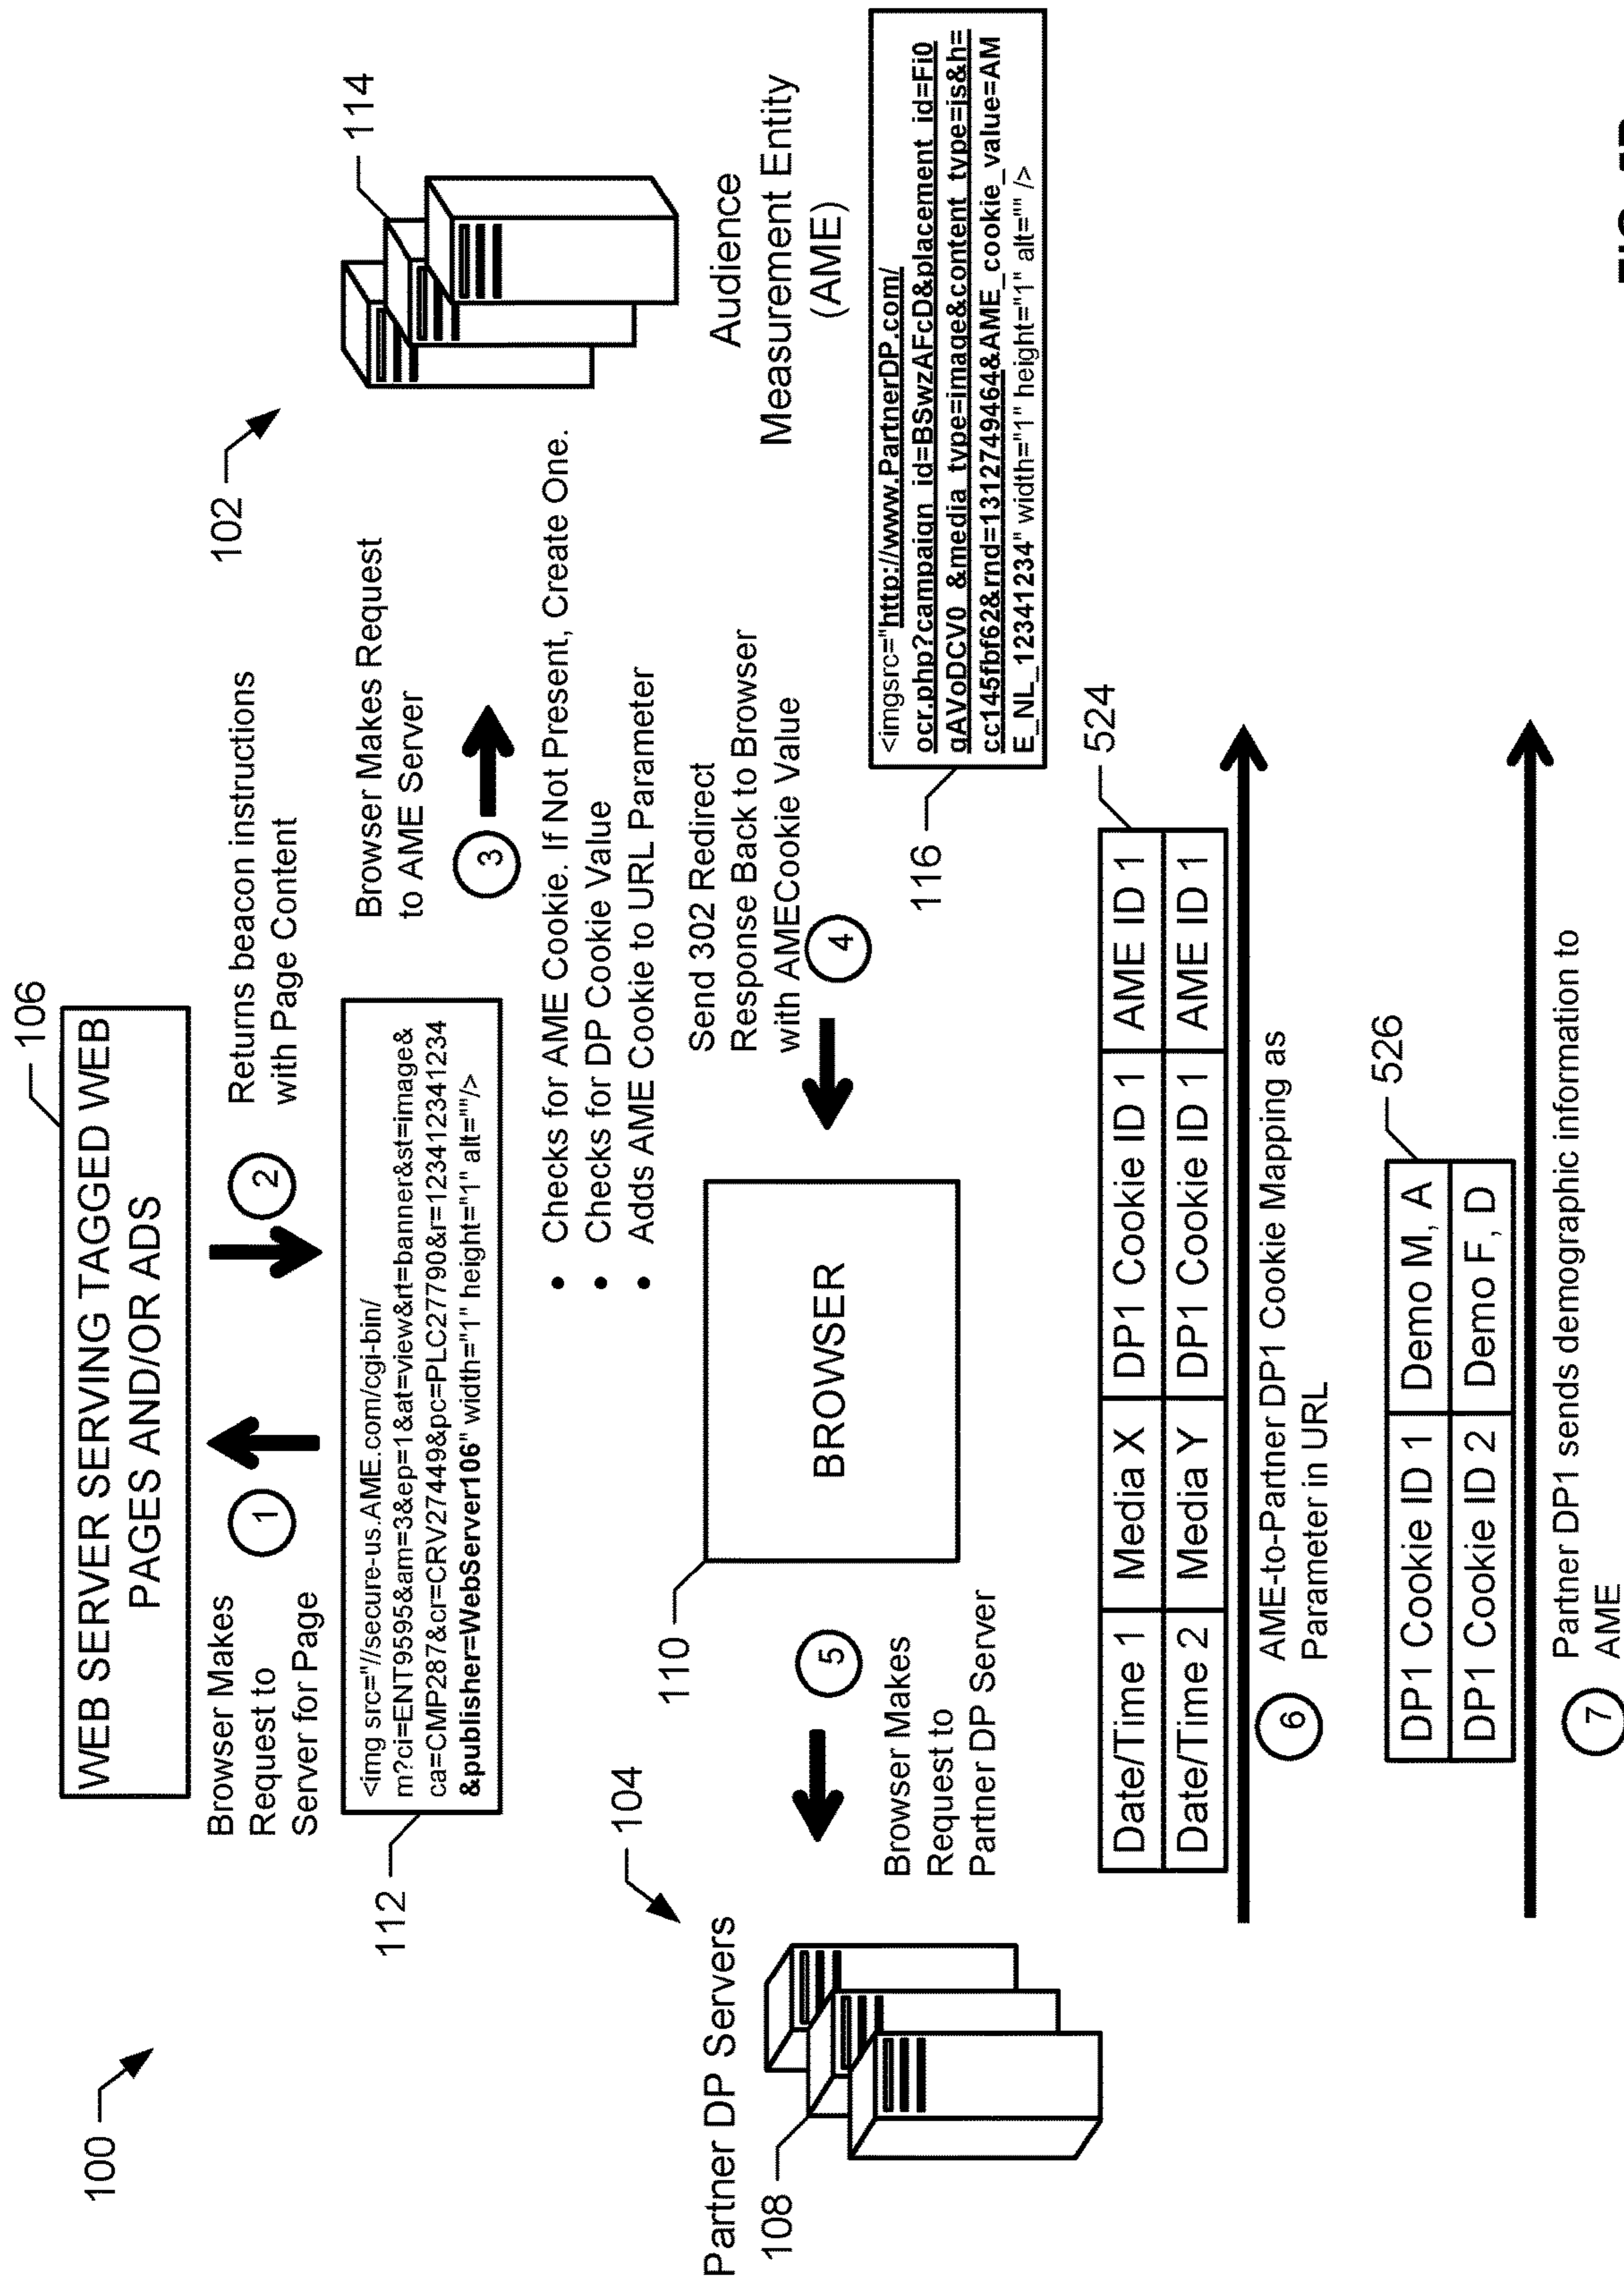 100
106
WEB SERVER SERVING TAGGED WEB
PAGES AND/OR ADS
Browser Makes
Request to
Server for Page
1
2
Returns beacon instructions
with Page Content
102
114
Audience
Measurement Entity
(AME)
112
<img src="//secure-us.AME.com/cgi-bin/
m?ci=ENT9595&am=3&ep=1&at=view&rt=banner&st=image&
ca=CMP287&cr=CRV27449&pc=PLC27790&r=12341234341234
&publisher=WebServer106" width="1" height="1" alt=""/>
Browser Makes Request
to AME Server
3
• Checks for AME Cookie. If Not Present, Create One.
• Checks for DP Cookie Value
• Adds AME Cookie to URL Parameter
Send 302 Redirect
Response Back to Browser
with AMECookie Value
4
116
<imgsrc="http://www.PartnerDP.com/
ocr.php?campaign_id=BSwzAFcD&placement_id=Fi0
gAVoDCV0_&media_type=image&content_type=js&h=
cc145fbf62&rnd=1312749464&AME_cookie_value=AM
E_NL_12341234" width="1" height="1" alt="" />
104
Partner DP Servers
108
110
BROWSER
5
Browser Makes
Request to
Partner DP Server
524
Date/Time 1 Media X DP1 Cookie ID 1 AME ID 1
Date/Time 2 Media Y DP1 Cookie ID 1 AME ID 1
6
AME-to-Partner DP1 Cookie Mapping as
Parameter in URL
526
DP1 Cookie ID 1 Demo M, A
DP1 Cookie ID 2 Demo F, D
7
Partner DP1 sends demographic information to
AME